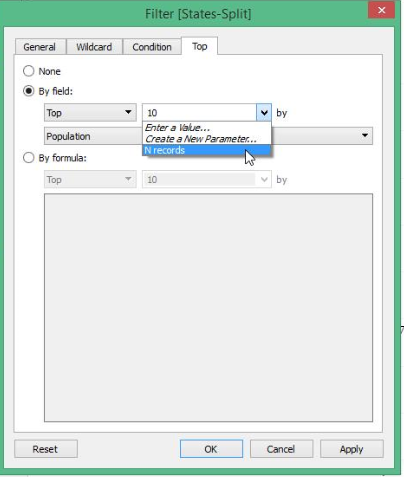 Filter [States-Split]
General Wildcard Condition Top
None
By field:
Top 10 by
Enter a Value...
Create a New Parameter...
N records
Population
By formula:
Top 10 by
Reset OK Cancel Apply
7